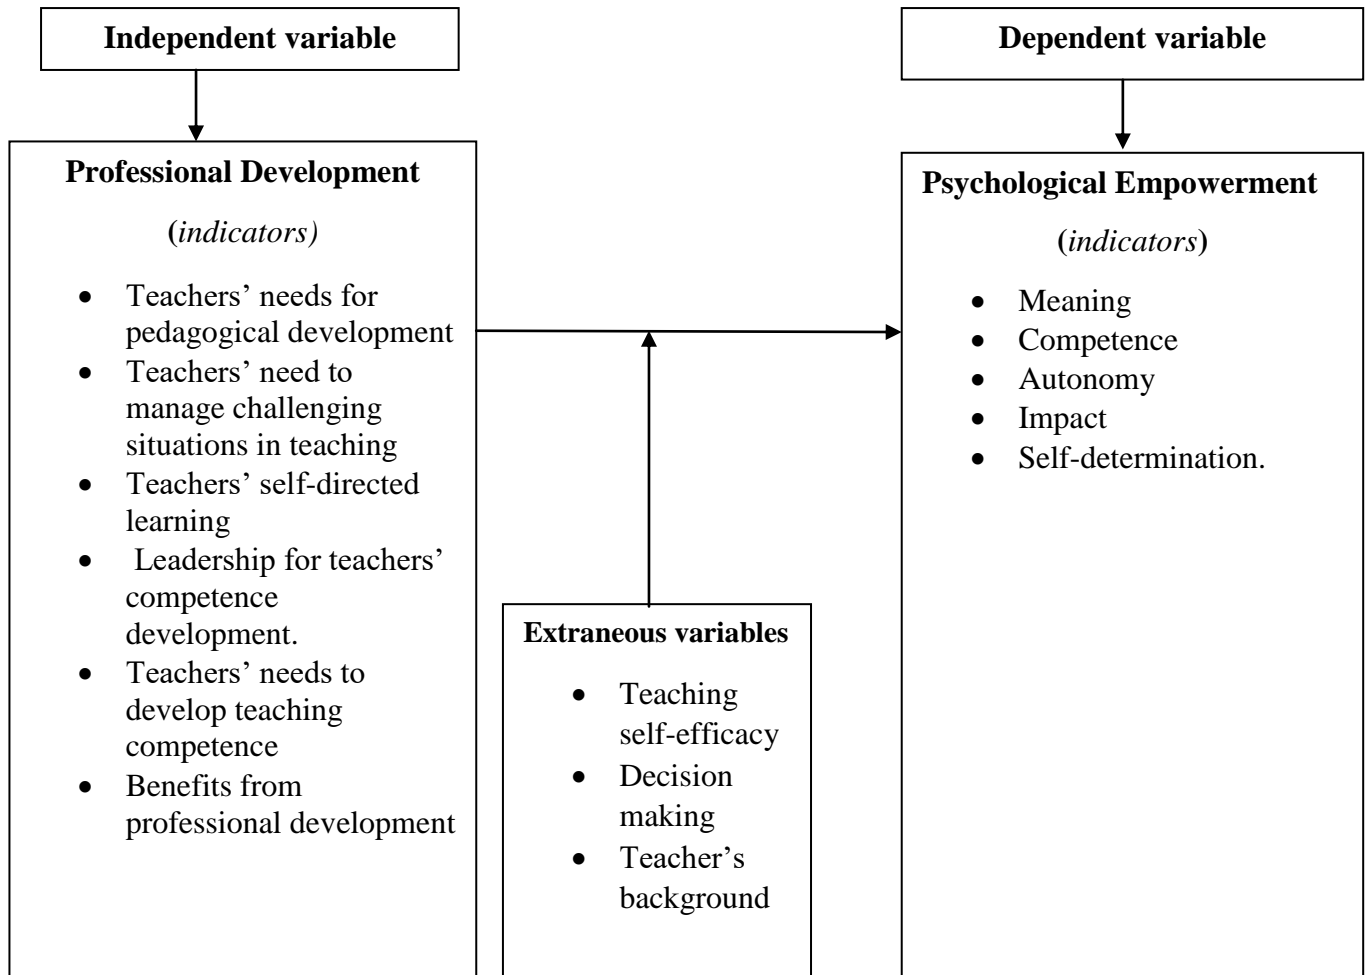 Independent variable
Dependent variable
Professional Development
(indicators)
• Teachers’ needs for
pedagogical development
• Teachers’ need to
manage challenging
situations in teaching
• Teachers’ self-directed
learning
• Leadership for teachers’
competence
development.
• Teachers’ needs to
develop teaching
competence
• Benefits from
professional development
Extraneous variables
• Teaching
self-efficacy
• Decision
making
• Teacher’s
background
Psychological Empowerment
(indicators)
• Meaning
• Competence
• Autonomy
• Impact
• Self-determination.